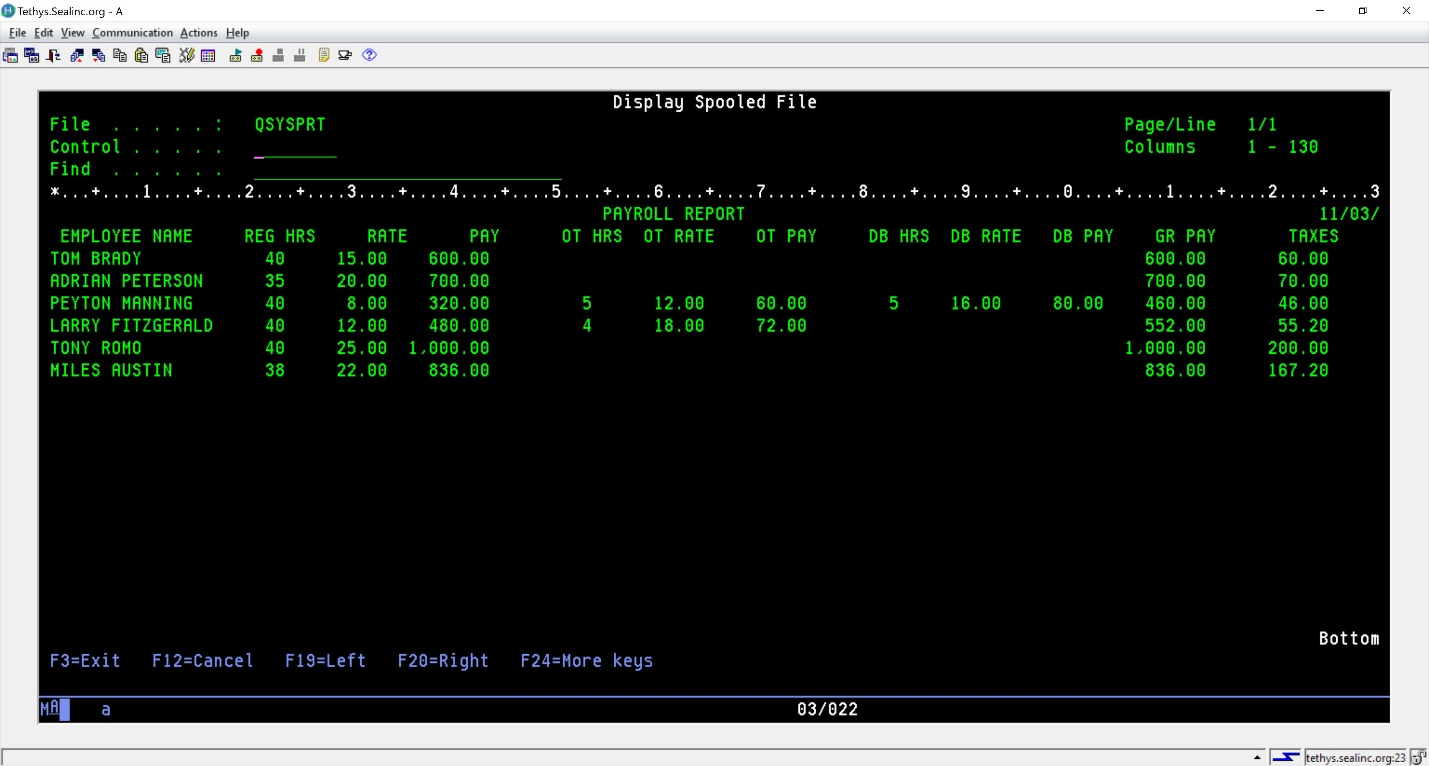 Tethys.Sealinc.org - A
File Edit View Communication Actions Help
Display Spooled File
File . . . . . : QSYSPRT Page/Line 1/1
Control . . . . . Columns 1 - 130
Find . . . . . .
*...+....1....+....2....+....3....+....4....+....5....+....6....+....7....+....8....+....9....+....0....+....1....+....2....+....3
PAYROLL REPORT 11/03/
EMPLOYEE NAME REG HRS RATE PAY OT HRS OT RATE OT PAY DB HRS DB RATE DB PAY GR PAY TAXES
TOM BRADY 40 15.00 600.00 600.00 60.00
ADRIAN PETERSON 35 20.00 700.00 700.00 70.00
PEYTON MANNING 40 8.00 320.00 5 12.00 60.00 5 16.00 80.00 460.00 46.00
LARRY FITZGERALD 40 12.00 480.00 4 18.00 72.00 552.00 55.20
TONY ROMO 40 25.00 1,000.00 1,000.00 200.00
MILES AUSTIN 38 22.00 836.00 836.00 167.20
Bottom
F3=Exit F12=Cancel F19=Left F20=Right F24=More keys
MA a 03/022
tethys.sealinc.org:23